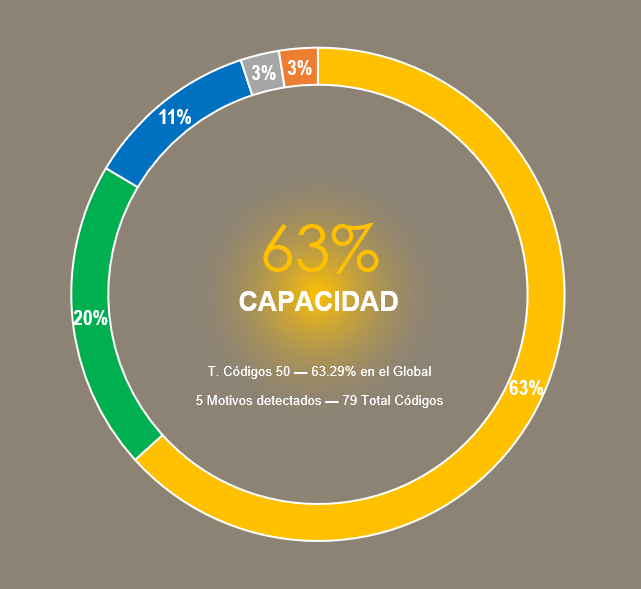 3%
3%
11%
63%
CAPACIDAD
20%
T. Códigos 50 — 63.29% en el Global
63%
5 Motivos detectados — 79 Total Códigos